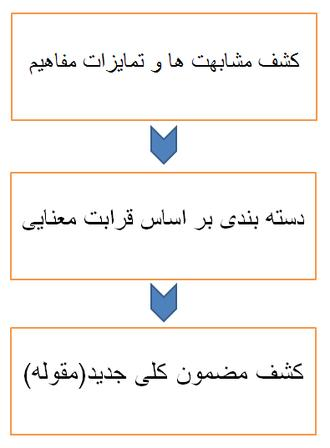 کشف مشابهت ها و تمایزات مفاهیم
دسته بندی بر اساس قرابت معنایی
کشف مضمون کلی جدید(مقوله)